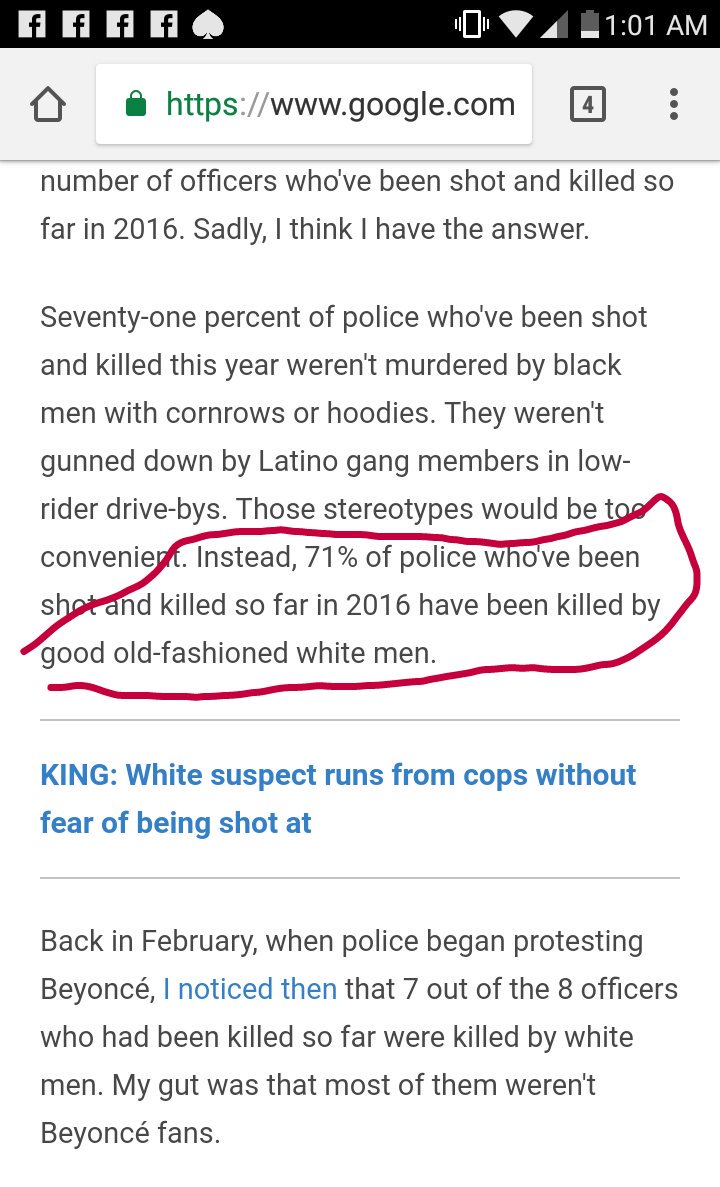 1:01 AM
https://www.google.com
4
number of officers who've been shot and killed so
far in 2016. Sadly, I think I have the answer.
Seventy-one percent of police who've been shot
and killed this year weren't murdered by black
men with cornrows or hoodies. They weren't
gunned down by Latino gang members in low-
rider drive-bys. Those stereotypes would be too
convenient. Instead, 71% of police who've been
shot and killed so far in 2016 have been killed by
good old-fashioned white men.
KING: White suspect runs from cops without
fear of being shot at
Back in February, when police began protesting
Beyoncé, I noticed then that 7 out of the 8 officers
who had been killed so far were killed by white
men. My gut was that most of them weren't
Beyoncé fans.